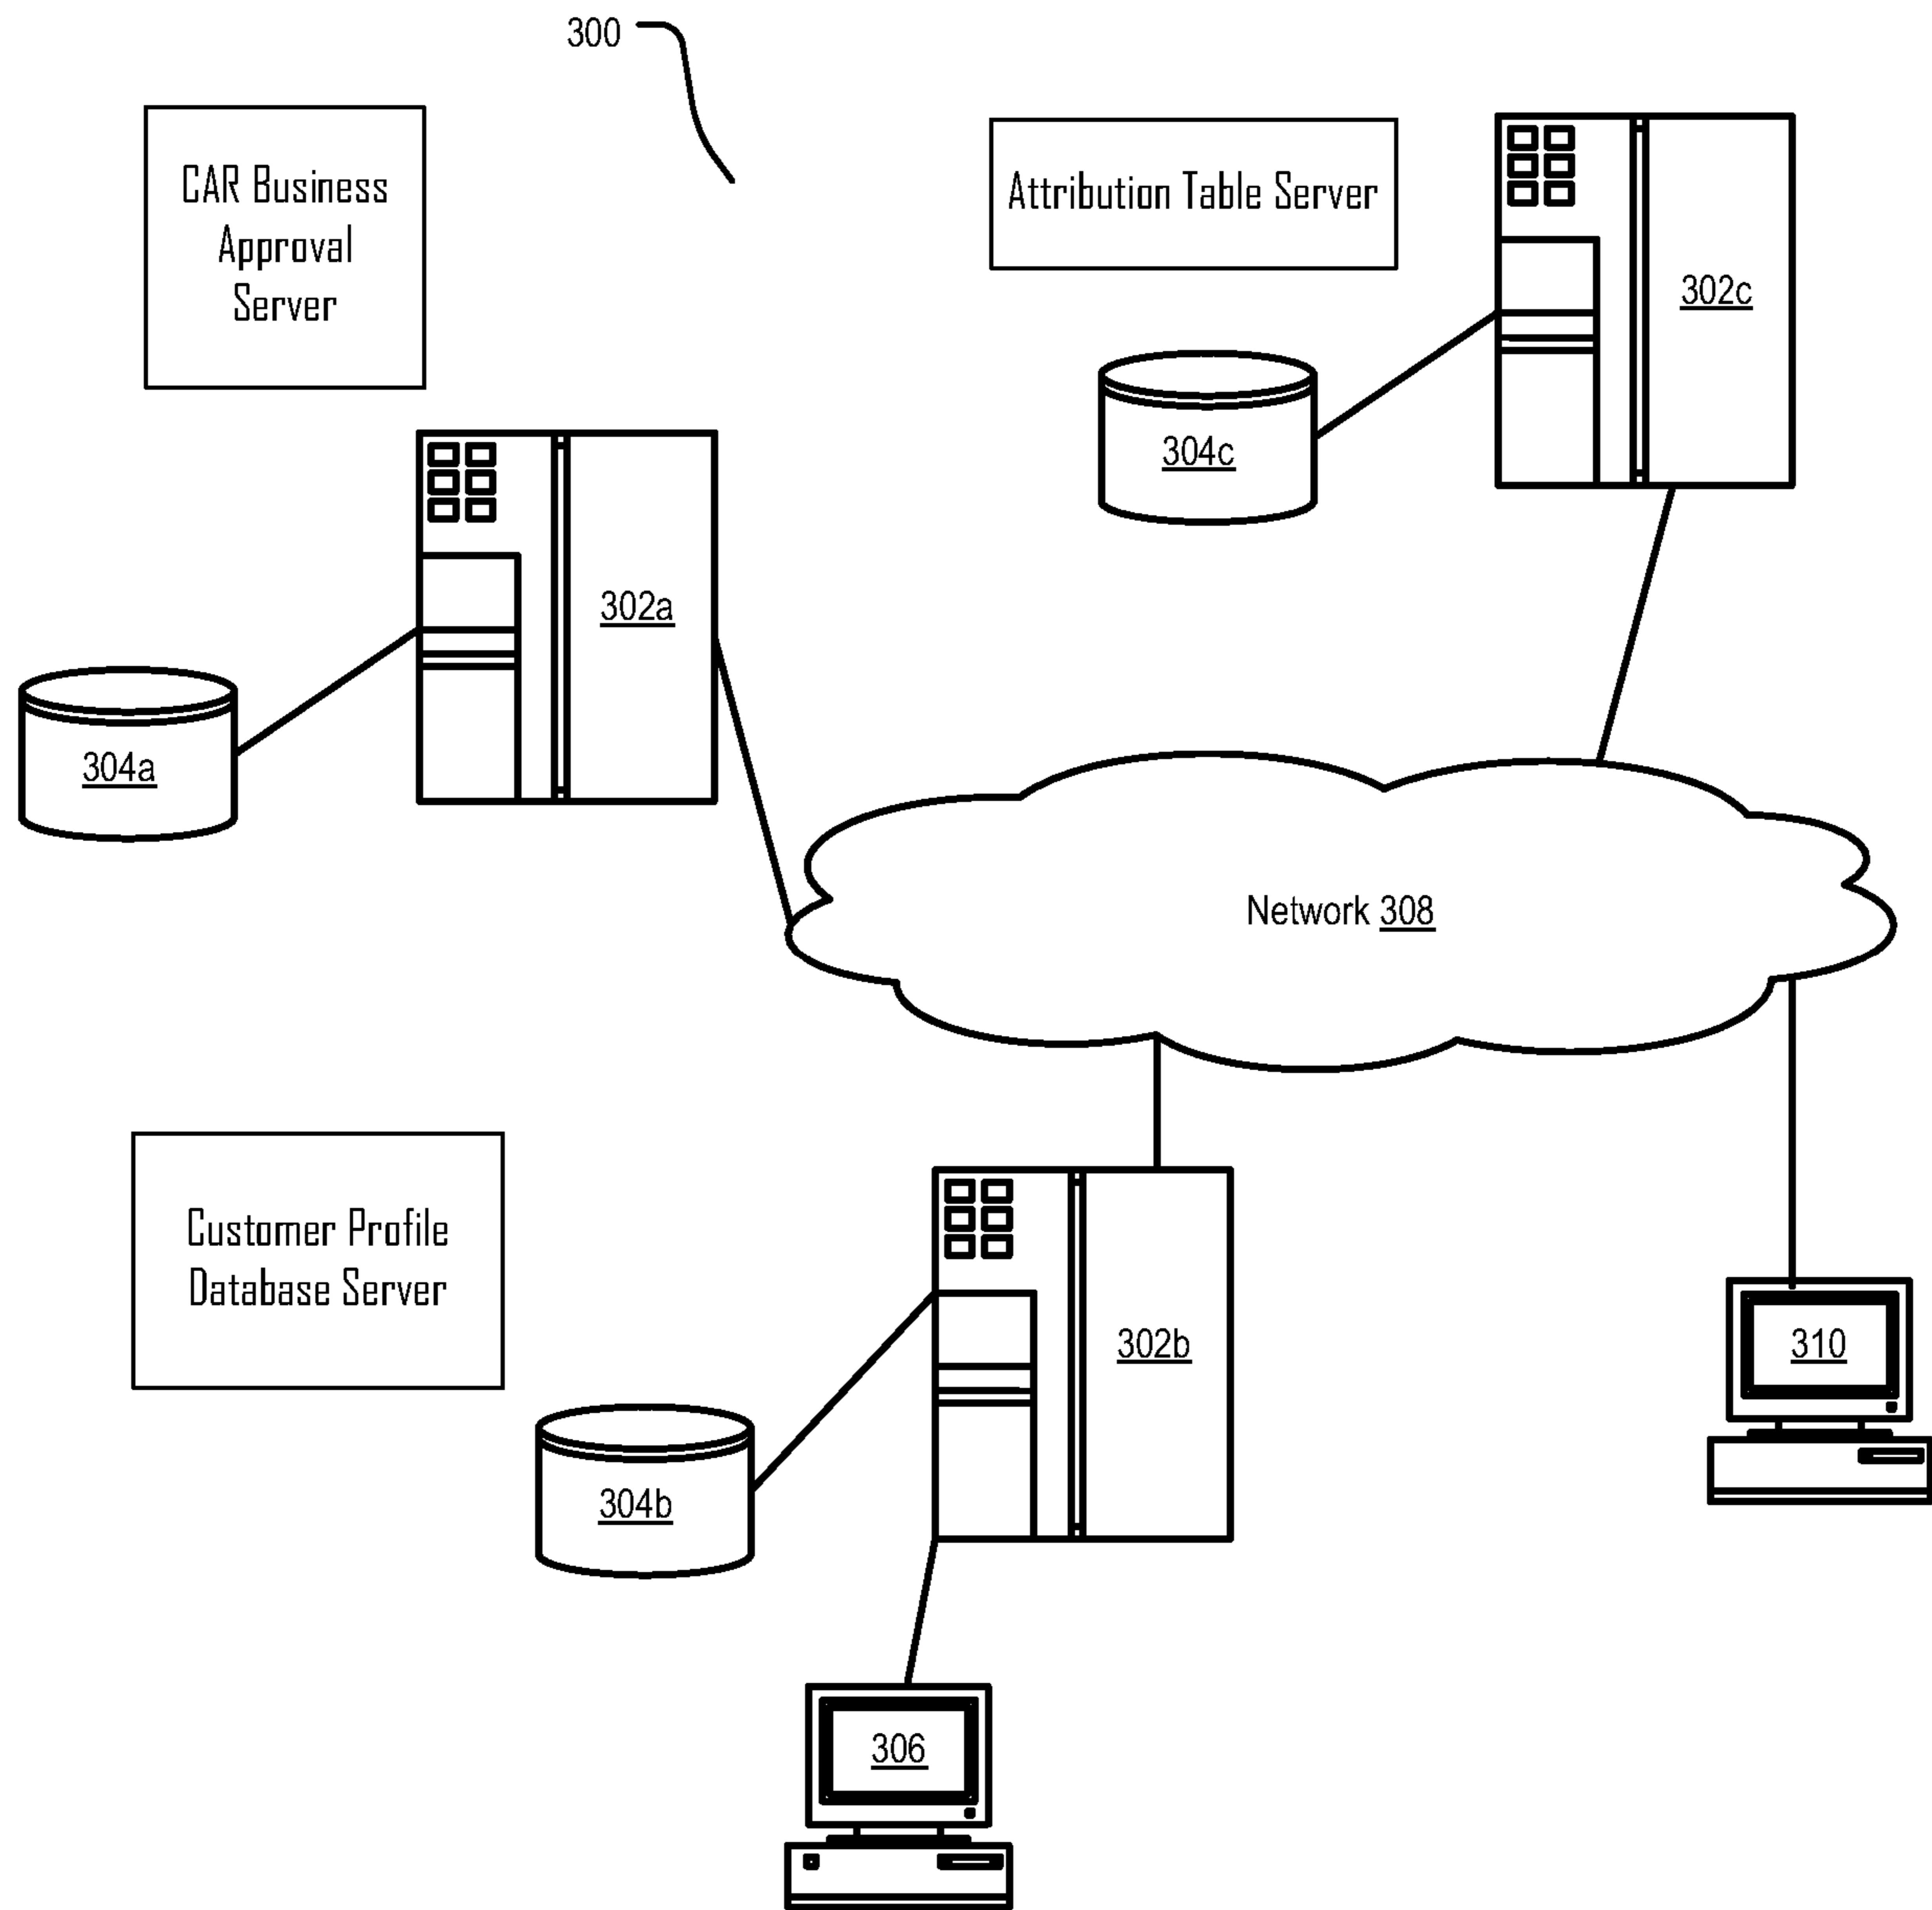 300
CAR Business
Approval
Server
Attribution Table Server
302c
304c
302a
304a
Network 308
Customer Profile
Database Server
302b
310
304b
306